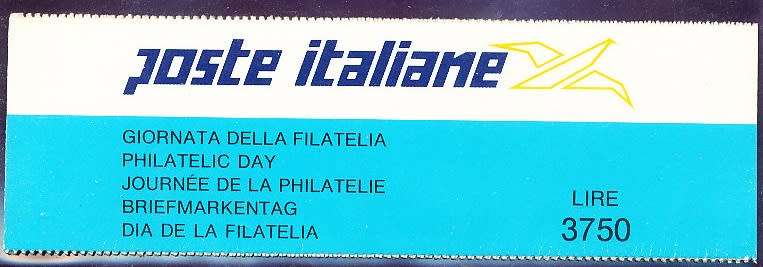 poste italiane
GIORNATA DELLA FILATELIA
PHILATELIC DAY
JOURNÉE DE LA PHILATELIE
BRIEFMARKENTAG
DIA DE LA FILATELIA
LIRE
3750